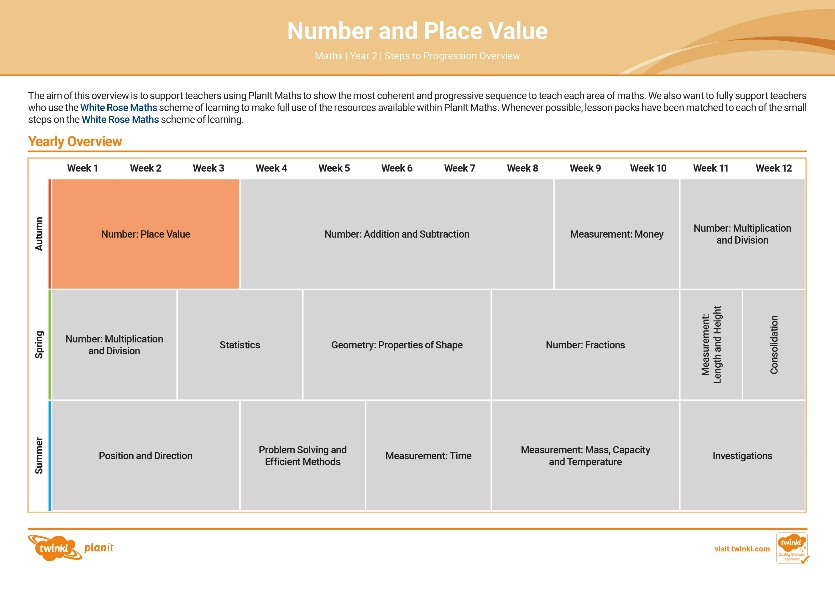 Number and Place Value
Maths | Year 2 | Steps to Progression Overview
The aim of this overview is to support teachers using PlanIt Maths to show the most coherent and progressive sequence to teach each area of maths. We also want to fully support teachers
who use the White Rose Maths scheme of learning to make full use of the resources available within PlanIt Maths. Whenever possible, lesson packs have been matched to each of the small
steps on the White Rose Maths scheme of learning.
Yearly Overview
Week 1 Week 2 Week 3 Week 4 Week 5 Week 6 Week 7 Week 8 Week 9 Week 10 Week 11 Week 12
Autumn
Number: Place Value
Number: Addition and Subtraction
Measurement: Money
Number: Multiplication
and Division
Spring
Number: Multiplication
and Division
Statistics
Geometry: Properties of Shape
Number: Fractions
Measurement:
Length and Height
Consolidation
Summer
Position and Direction
Problem Solving and
Efficient Methods
Measurement: Time
Measurement: Mass, Capacity
and Temperature
Investigations
twinkl planit
visit twinkl.com
twinkl